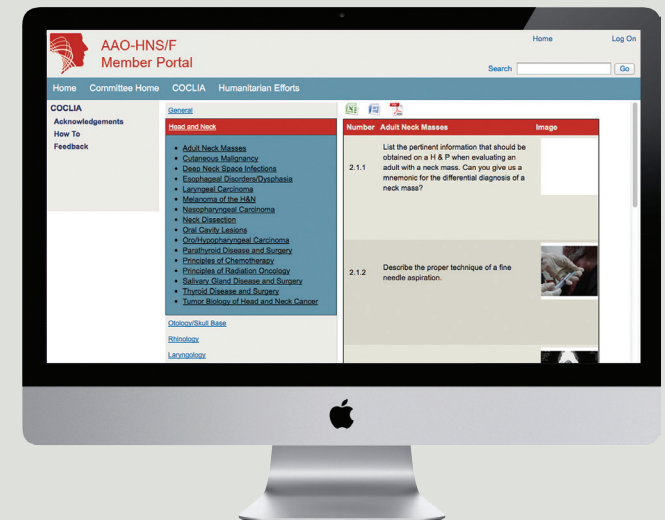 AAO-HNS/F
Member Portal
Home
Log On
Search
Go
Home
Committee Home
COCLIA
Humanitarian Efforts
COCLIA
Acknowledgements
How To
Feedback
General
Head and Neck
• Adult Neck Masses
• Cutaneous Malignancy
• Deep Neck Space Infections
• Esophageal Disorders/Dysphasia
• Laryngeal Carcinoma
• Melanoma of the H&N
• Nasopharyngeal Carcinoma
• Neck Dissection
• Oral Cavity Lesions
• Oro/Hypopharyngeal Carcinoma
• Parathyroid Disease and Surgery
• Principles of Chemotherapy
• Principles of Radiation Oncology
• Salivary Gland Disease and Surgery
• Thyroid Disease and Surgery
• Tumor Biology of Head and Neck Cancer
Otology/Skull Base
Rhinology
Laryngology
Number Adult Neck Masses Image
2.1.1
List the pertinent information that should be
obtained on a H & P when evaluating an
adult with a neck mass. Can you give us a
mnemonic for the differential diagnosis of a
neck mass?
2.1.2
Describe the proper technique of a fine
needle aspiration.